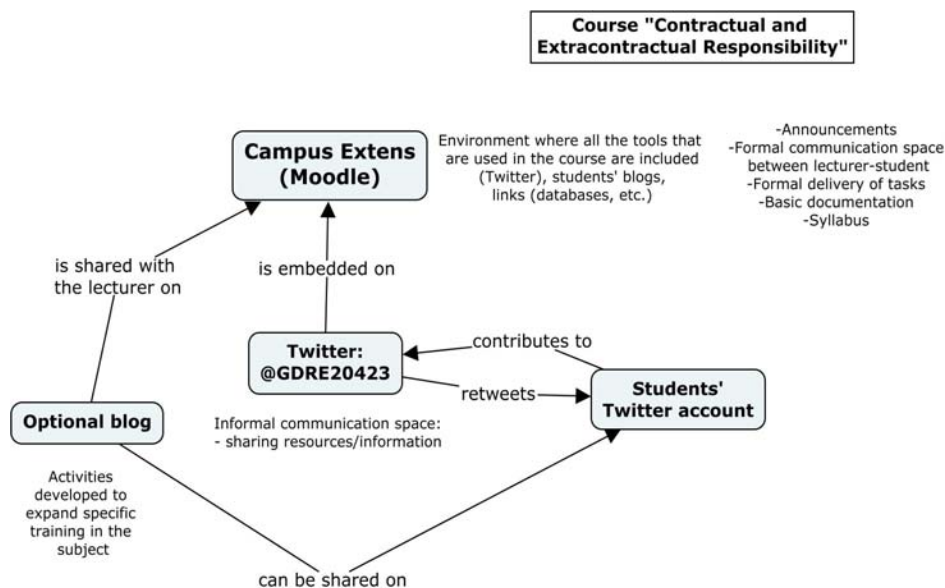 Course "Contractual and
Extracontractual Responsibility"
Campus Extens
(Moodle)
Environment where all the tools that
are used in the course are included
(Twitter), students' blogs,
links (databases, etc.)
-Announcements
-Formal communication space
between lecturer-student
-Formal delivery of tasks
-Basic documentation
-Syllabus
is shared with
the lecturer on
is embedded on
Twitter:
@GDRE20423
contributes to
retweets
Students'
Twitter account
Optional blog
Informal communication space:
- sharing resources/information
Activities
developed to
expand specific
training in the
subject
can be shared on